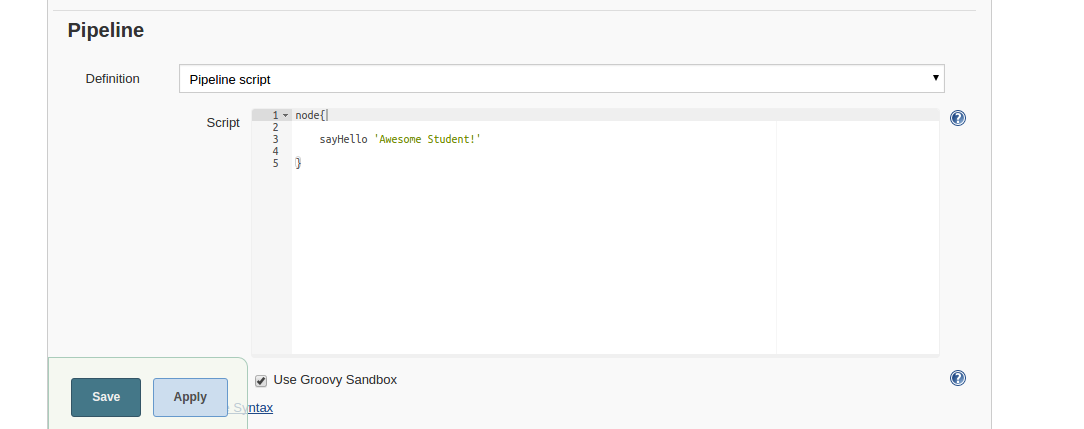 Pipeline
Definition
Pipeline script
Script
1 node{
2
3 sayHello 'Awesome Student!'
4
5 }
Use Groovy Sandbox
Save
Apply
Syntax